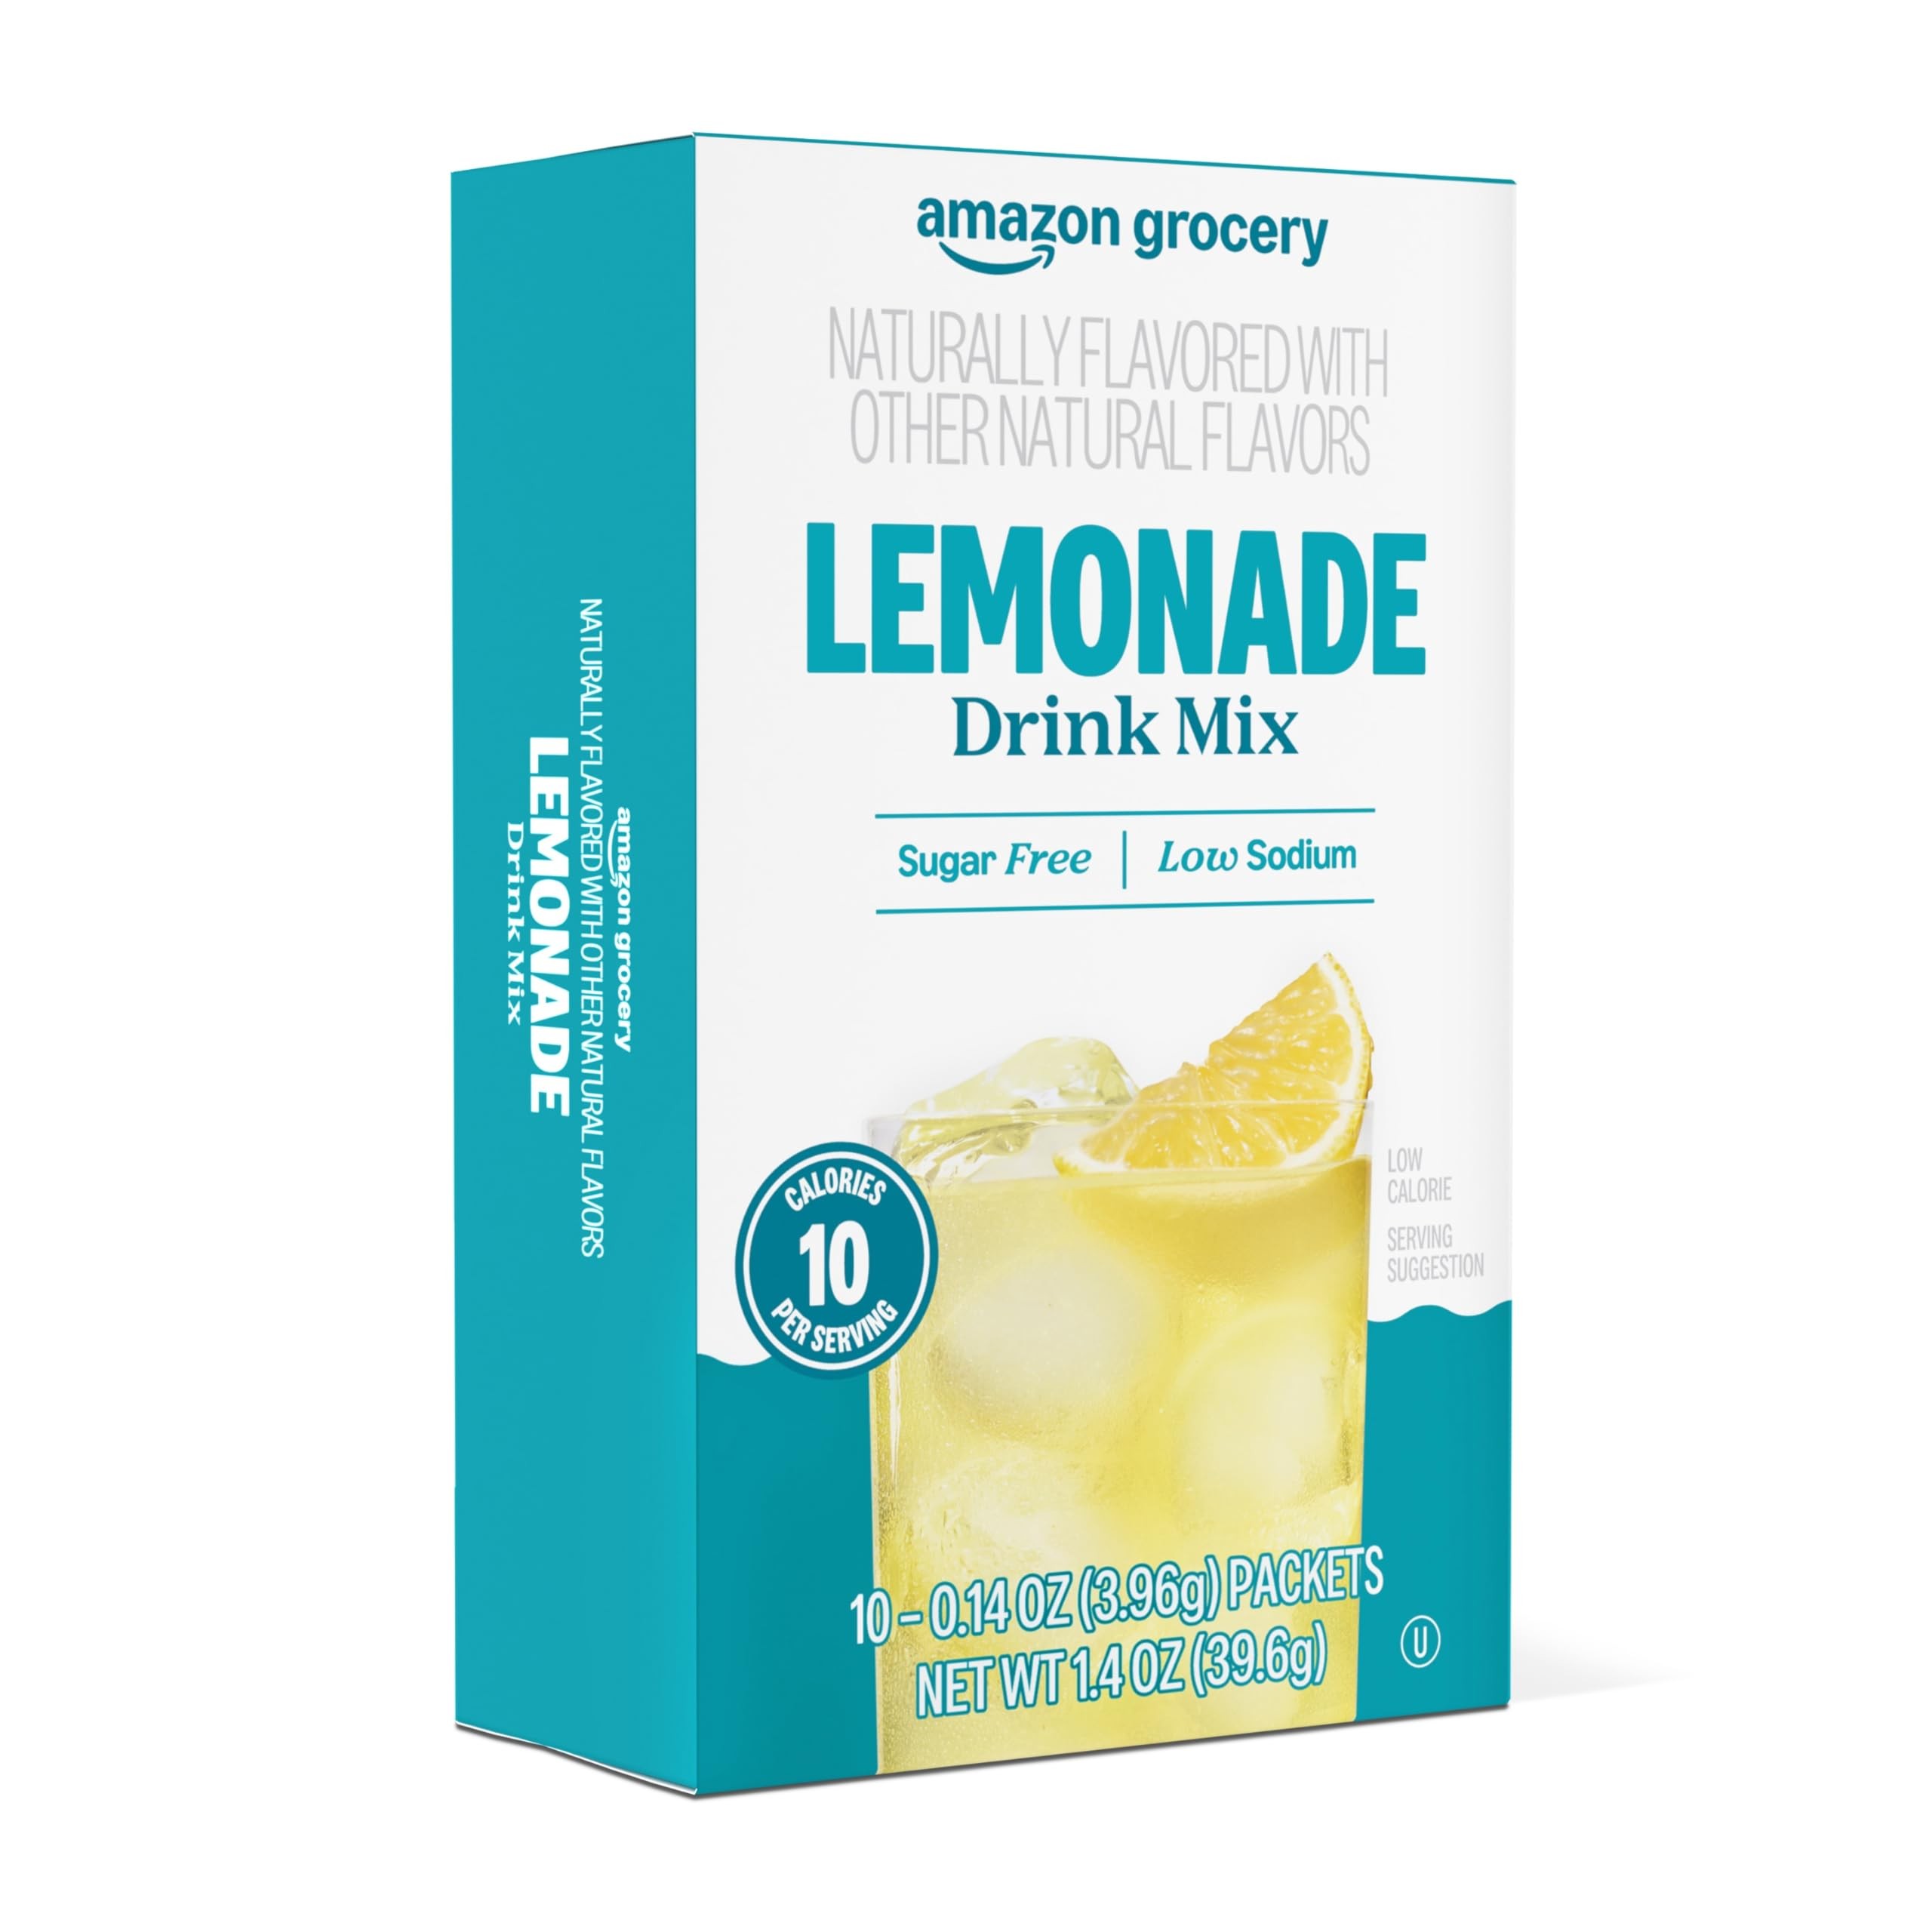 amazon grocery
NATURALLY FLAVORED WITH
OTHER NATURAL FLAVORS
LEMONADE
Drink Mix
Sugar Free | Low Sodium
CALORIES
10
PER SERVING
LOW
CALORIE
SERVING
SUGGESTION
10 – 0.14 OZ (3.96g) PACKETS
NET WT 1.4 OZ (39.6g)
U
amazon grocery
NATURALLY FLAVORED WITH OTHER NATURAL FLAVORS
LEMONADE
Drink Mix